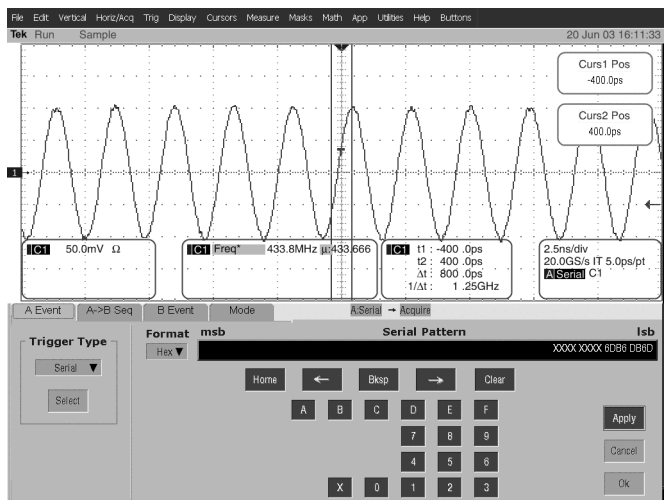 File Edit Vertical Horiz/Acq Trig Display Cursors Measure Masks Math App Utilities Help Buttons
Tek Run Sample 20 Jun 03 16:11:33
Curs1 Pos
-400.0ps
Curs2 Pos
400.0ps
T
1
C1 50.0mV Ω
C1 Freq* 433.8MHz µ:433.666
C1 t1 : -400 .0ps
t2 : 400 .0ps
Δt : 800 .0ps
1/Δt : 1 .25GHz
2.5ns/div
20.0GS/s IT 5.0ps/pt
A Serial C1
A Event A->B Seq B Event Mode A:Serial → Acquire
Trigger Type
Serial ▼
Select
Format msb Serial Pattern lsb
Hex ▼ XXXX XXXX 6DB6 DB6D
Home ← Bksp → Clear
A B C D E F
7 8 9
4 5 6
X 0 1 2 3
Apply
Cancel
Ok